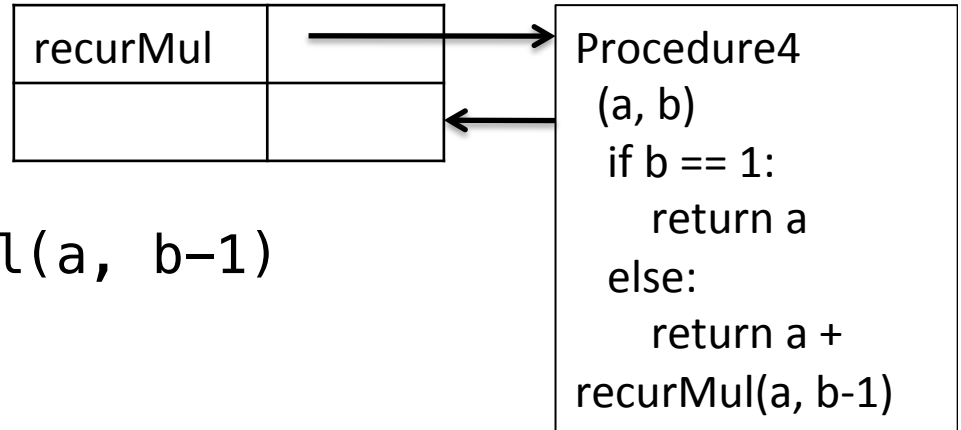 recurMul
l(a, b–1)
Procedure4
(a, b)
if b == 1:
return a
else:
return a +
recurMul(a, b-1)